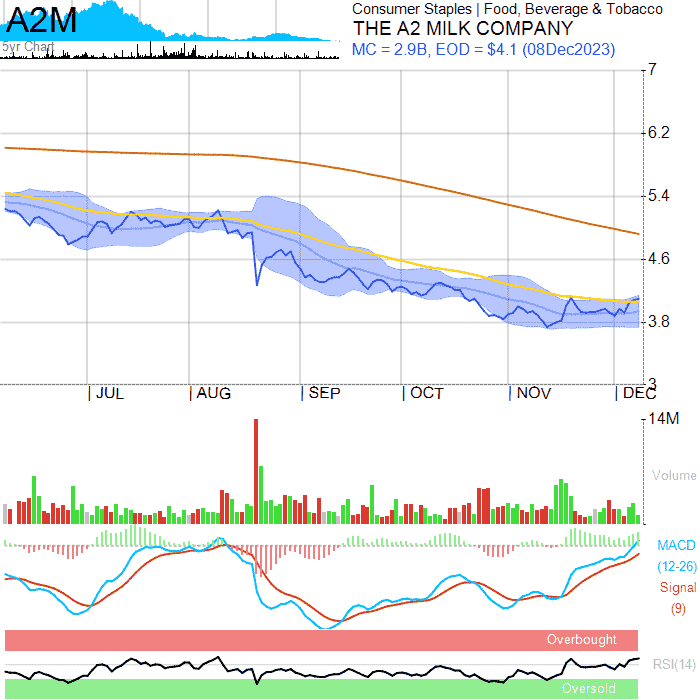 A2M
Consumer Staples | Food, Beverage & Tobacco
THE A2 MILK COMPANY
5yr Chart
MC = 2.9B, EOD = $4.1 (08Dec2023)
7
6.2
5.4
4.6
3.8
3
JUL AUG SEP OCT NOV DEC
14M
Volume
MACD
(12-26)
Signal
(9)
Overbought
RSI(14)
Oversold